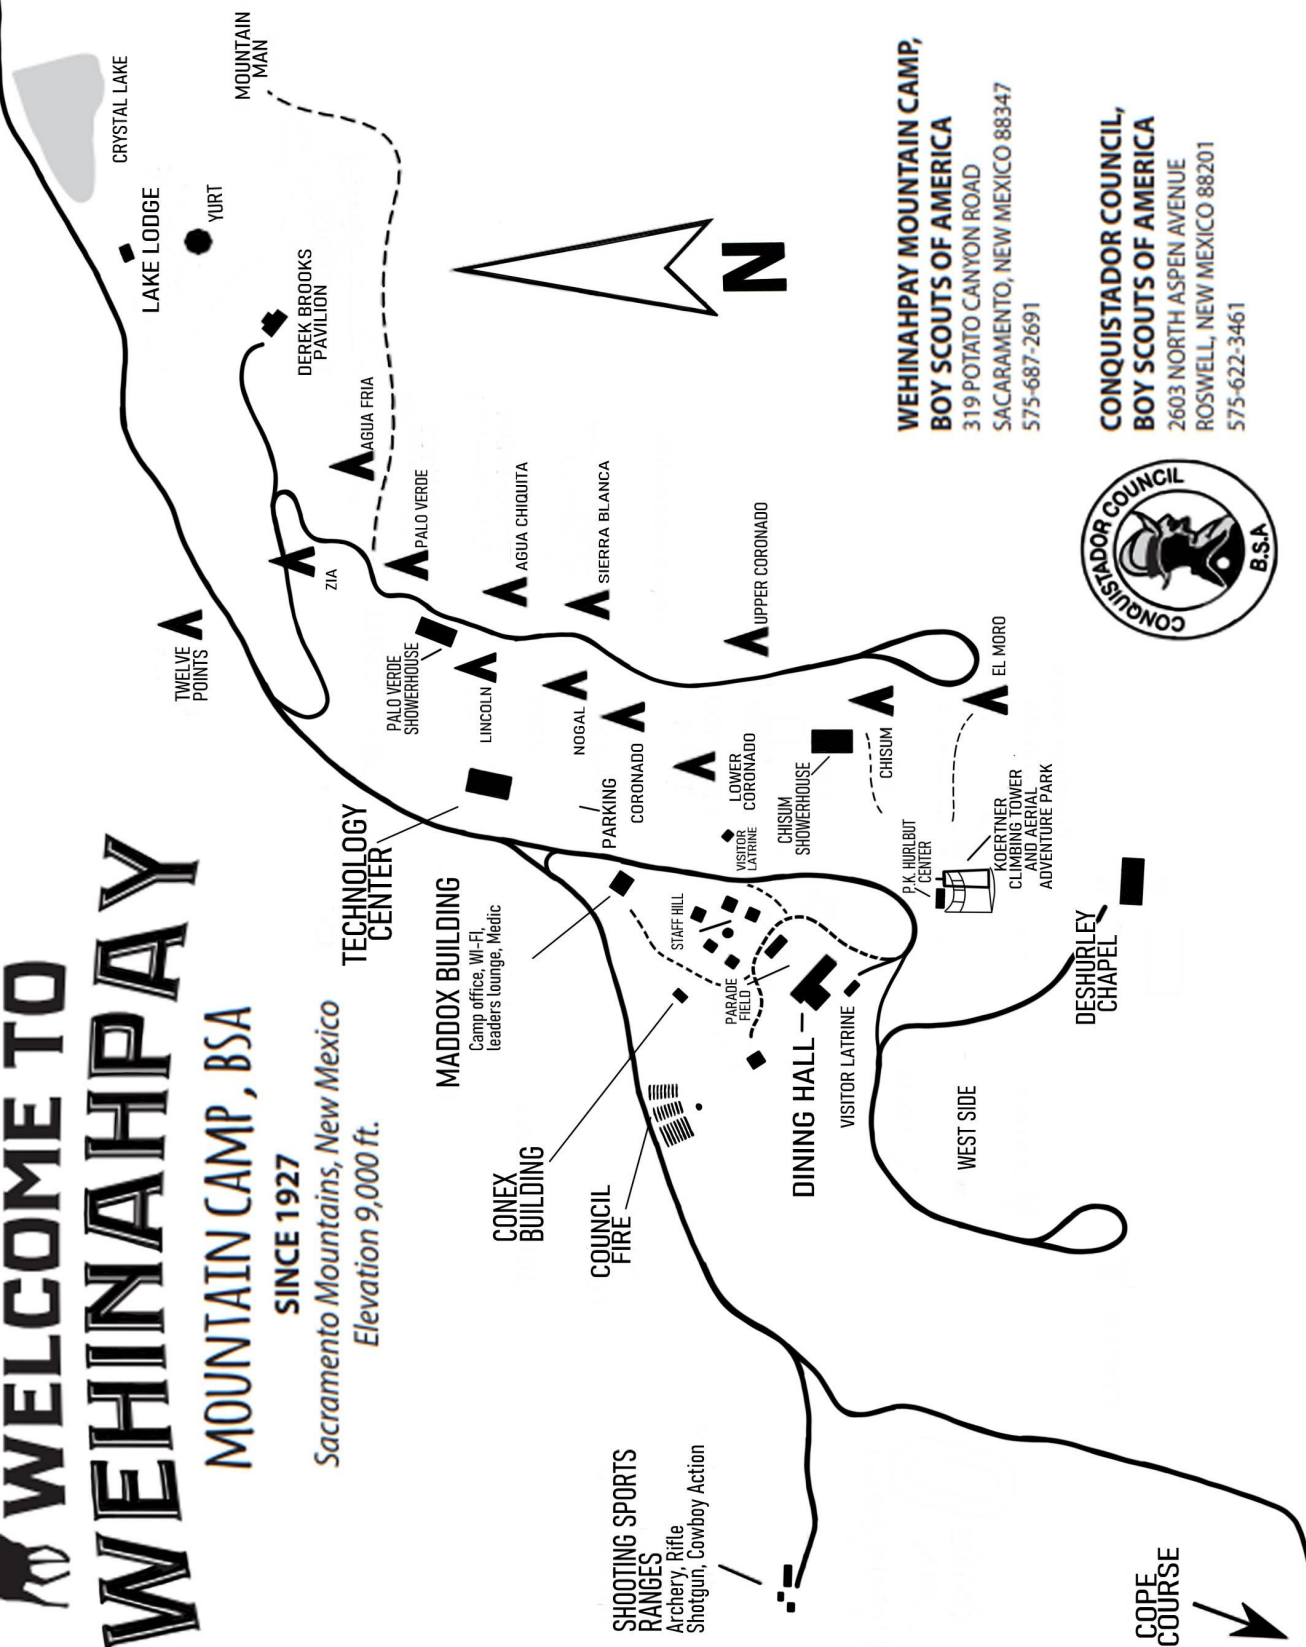 WELCOME TO
WEHINAHPAY
MOUNTAIN CAMP, BSA
SINCE 1927
Sacramento Mountains, New Mexico
Elevation 9,000 ft.
CRYSTAL LAKE
MOUNTAIN
MAN
LAKE LODGE
YURT
DEREK BROOKS
PAVILION
AGUA FRIA
TWELVE
POINTS
ZIA
PALO VERDE
PALO VERDE
SHOWERHOUSE
AGUA CHIQUITA
SIERRA BLANCA
LINCOLN
NOGAL
CORONADO
UPPER CORONADO
TECHNOLOGY
CENTER
PARKING
LOWER
CORONADO
VISITOR
LATRINE
CHISUM
SHOWERHOUSE
CHISUM
EL MORO
MADDOX BUILDING
Camp office, WI-FI,
leaders lounge, Medic
STAFF HILL
P.K. HURLBUT
CENTER
KOERTNER
CLIMBING TOWER
AND AERIAL
ADVENTURE PARK
PARADE
FIELD
CONEX
BUILDING
COUNCIL
FIRE
DINING HALL
VISITOR LATRINE
DESHURLEY
CHAPEL
WEST SIDE
SHOOTING SPORTS
RANGES
Archery, Rifle
Shotgun, Cowboy Action
COPE
COURSE
N
WEHINAHPAY MOUNTAIN CAMP,
BOY SCOUTS OF AMERICA
319 POTATO CANYON ROAD
SACARAMENTO, NEW MEXICO 88347
575-687-2691
CONQUISTADOR COUNCIL,
BOY SCOUTS OF AMERICA
2603 NORTH ASPEN AVENUE
ROSWELL, NEW MEXICO 88201
575-622-3461
CONQUISTADOR COUNCIL
B.S.A